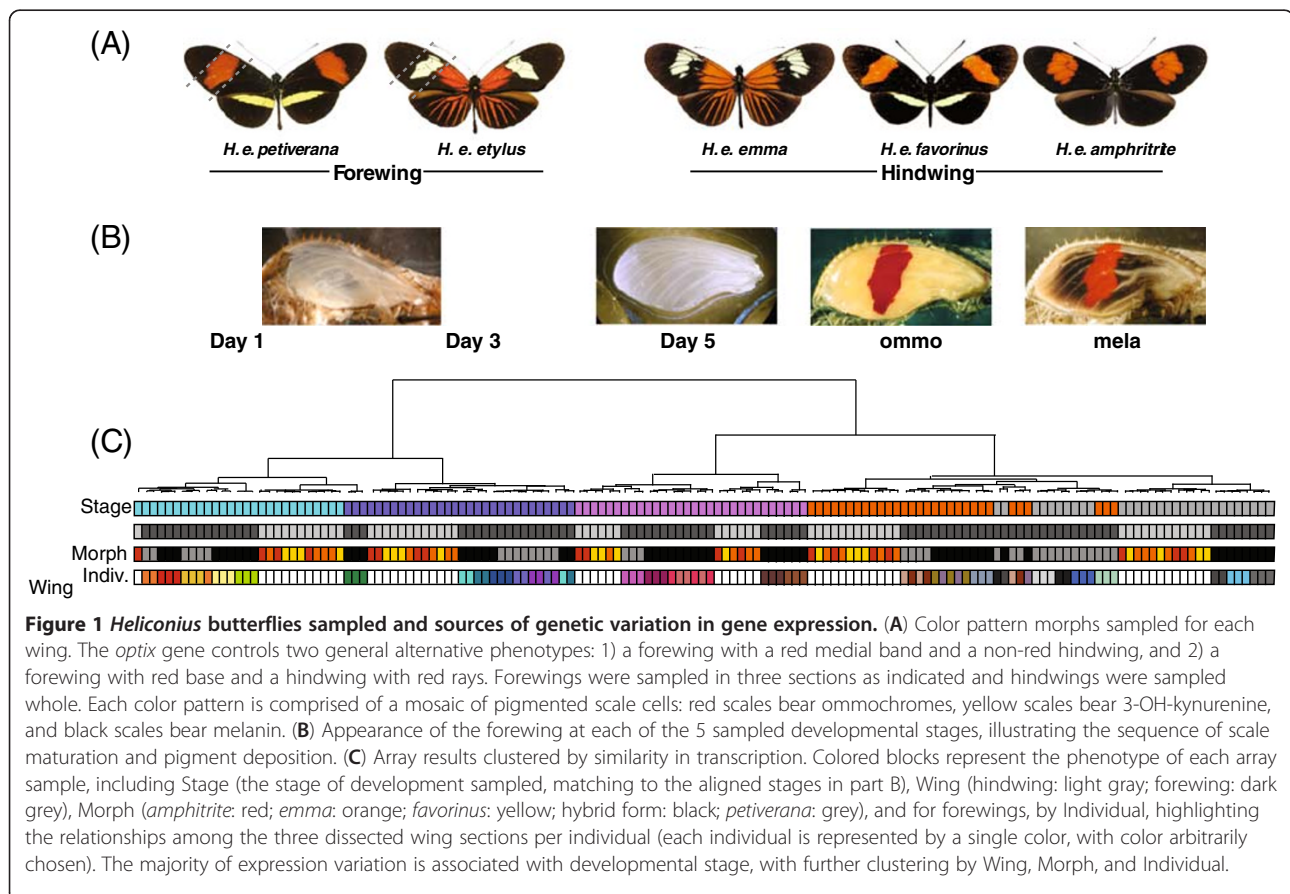 (A)
H. e. petiverana H. e. etylus H. e. emma H. e. favorinus H. e. amphritrite
Forewing Hindwing
(B)
Day 1 Day 3 Day 5 ommo mela
(C)
Stage
Morph
Indiv.
Wing
Figure 1 Heliconius butterflies sampled and sources of genetic variation in gene expression. (A) Color pattern morphs sampled for each
wing. The optix gene controls two general alternative phenotypes: 1) a forewing with a red medial band and a non-red hindwing, and 2) a
forewing with red base and a hindwing with red rays. Forewings were sampled in three sections as indicated and hindwings were sampled
whole. Each color pattern is comprised of a mosaic of pigmented scale cells: red scales bear ommochromes, yellow scales bear 3-OH-kynurenine,
and black scales bear melanin. (B) Appearance of the forewing at each of the 5 sampled developmental stages, illustrating the sequence of scale
maturation and pigment deposition. (C) Array results clustered by similarity in transcription. Colored blocks represent the phenotype of each array
sample, including Stage (the stage of development sampled, matching to the aligned stages in part B), Wing (hindwing: light gray; forewing: dark
grey), Morph (amphitrite: red; emma: orange; favorinus: yellow; hybrid form: black; petiverana: grey), and for forewings, by Individual, highlighting
the relationships among the three dissected wing sections per individual (each individual is represented by a single color, with color arbitrarily
chosen). The majority of expression variation is associated with developmental stage, with further clustering by Wing, Morph, and Individual.